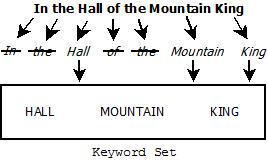 In the Hall of the Mountain King
In the Hall of the Mountain King
HALL MOUNTAIN KING
Keyword Set